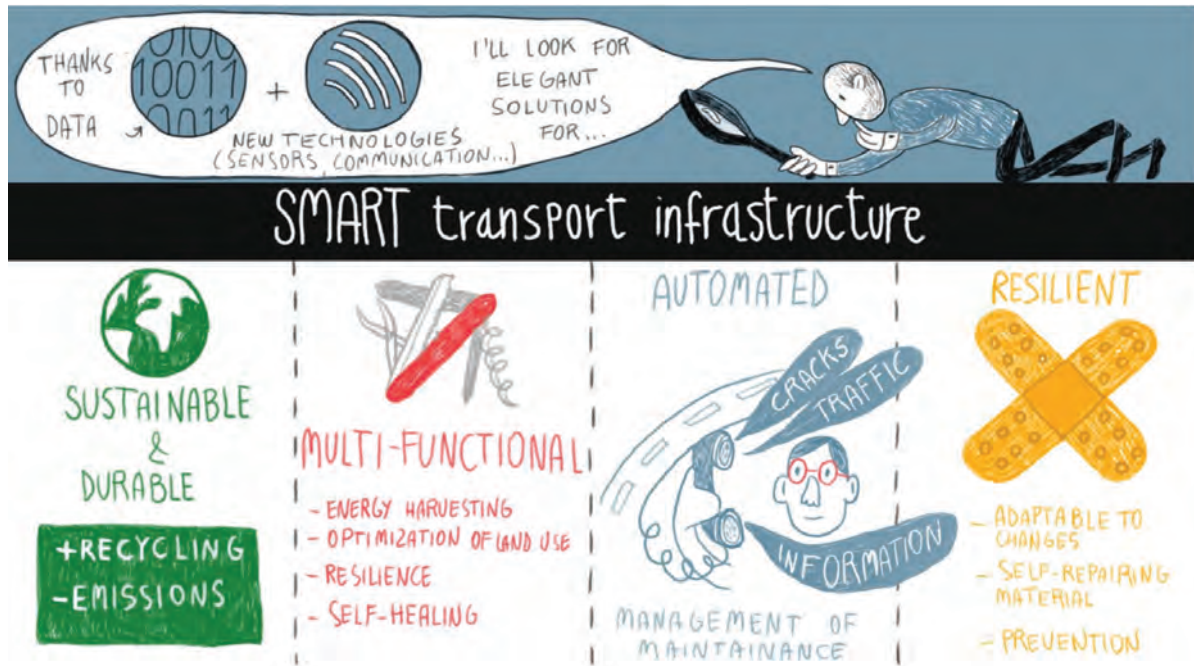 THANKS
TO
DATA
0100
10011
0011
+
NEW TECHNOLOGIES
(SENSORS, COMMUNICATION...)
I'LL LOOK FOR
ELEGANT
SOLUTIONS
FOR...
SMART transport infrastructure
SUSTAINABLE
&
DURABLE
+RECYCLING
-EMISSIONS
MULTI-FUNCTIONAL
- ENERGY HARVESTING
- OPTIMIZATION OF LAND USE
- RESILIENCE
- SELF-HEALING
AUTOMATED
CRACKS
TRAFFIC
INFORMATION
MANAGEMENT OF
MAINTAINANCE
RESILIENT
- ADAPTABLE TO
CHANGES
- SELF-REPAIRING
MATERIAL
= PREVENTION